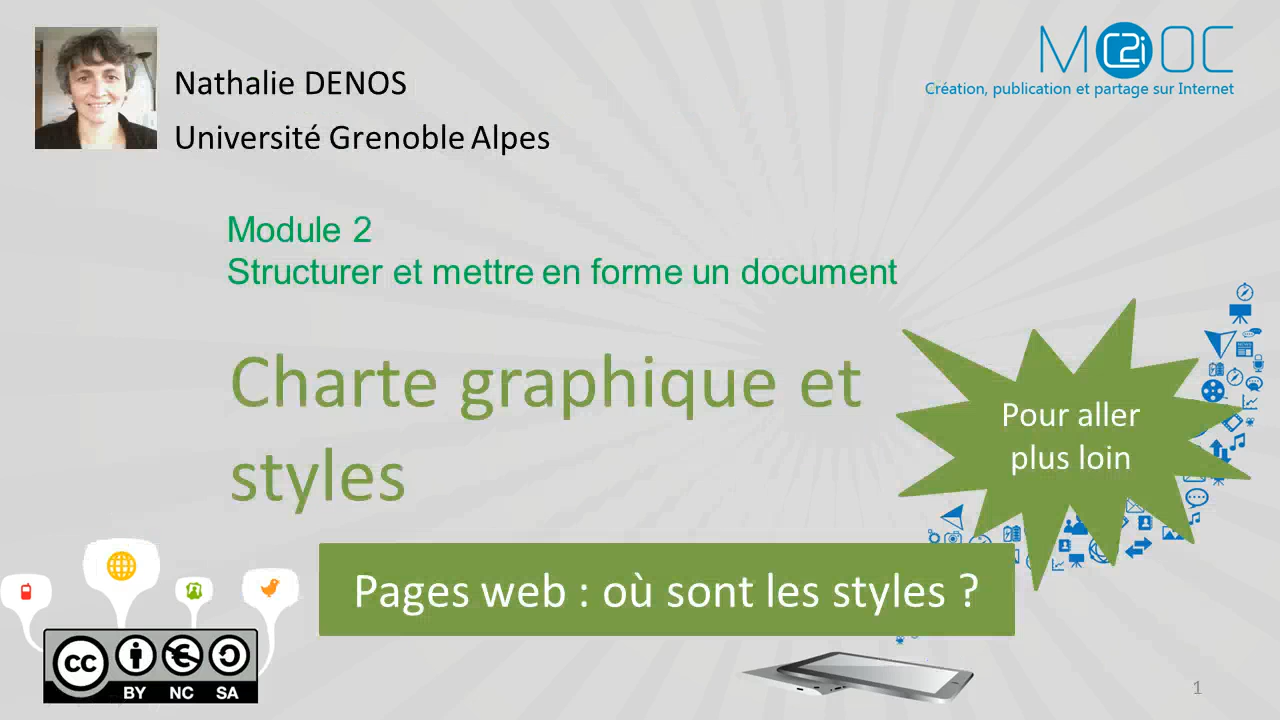 Nathalie DENOS
Université Grenoble Alpes
MOOC
C2i
Création, publication et partage sur Internet
Module 2
Structurer et mettre en forme un document
Charte graphique et
styles
Pour aller
plus loin
Pages web : où sont les styles ?
cc
BY NC SA
1